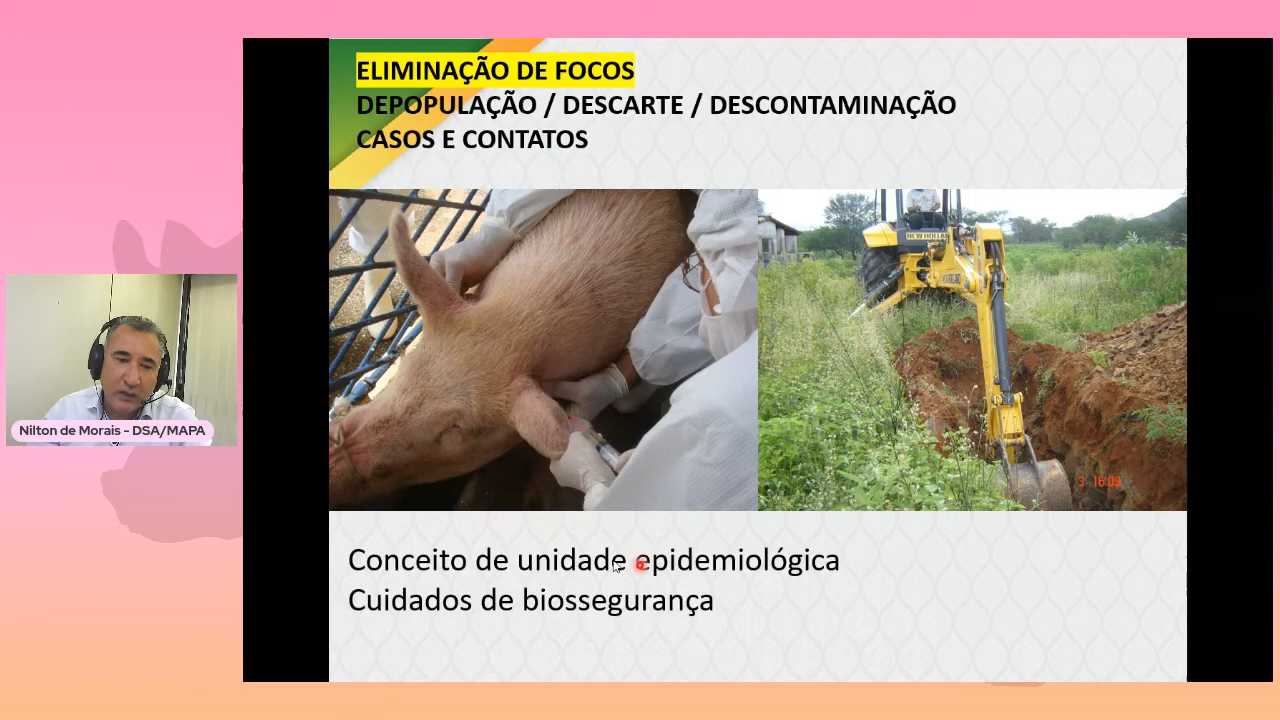 ELIMINAÇÃO DE FOCOS
DEPOPULAÇÃO / DESCARTE / DESCONTAMINAÇÃO
CASOS E CONTATOS
NEW HOLLAND
3 16:09
Nilton de Morais - DSA/MAPA
Conceito de unidade epidemiológica
Cuidados de biossegurança